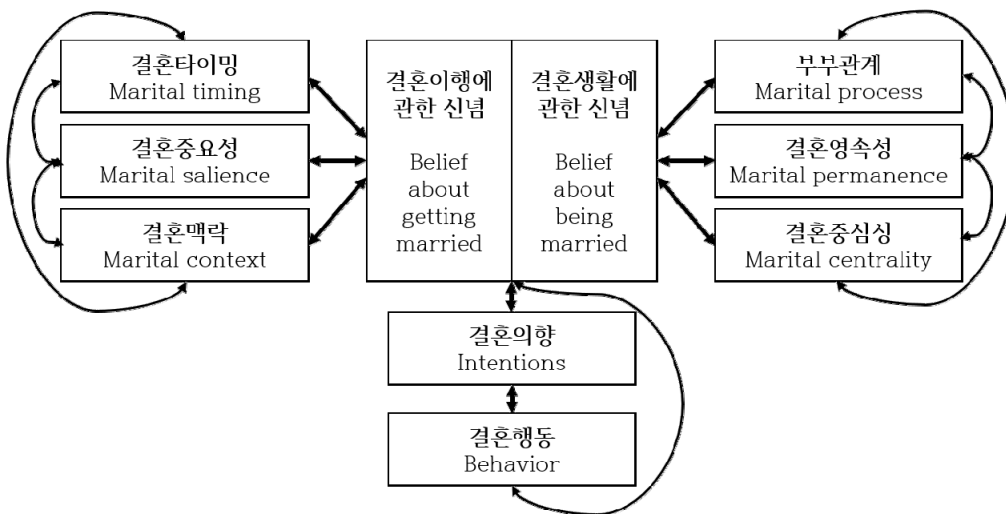 결혼타이밍
Marital timing
결혼중요성
Marital salience
결혼맥락
Marital context
결혼이행에
관한 신념
Belief
about
getting
married
결혼생활에
관한 신념
Belief
about
being
married
부부관계
Marital process
결혼영속성
Marital permanence
결혼중심성
Marital centrality
결혼의향
Intentions
결혼행동
Behavior